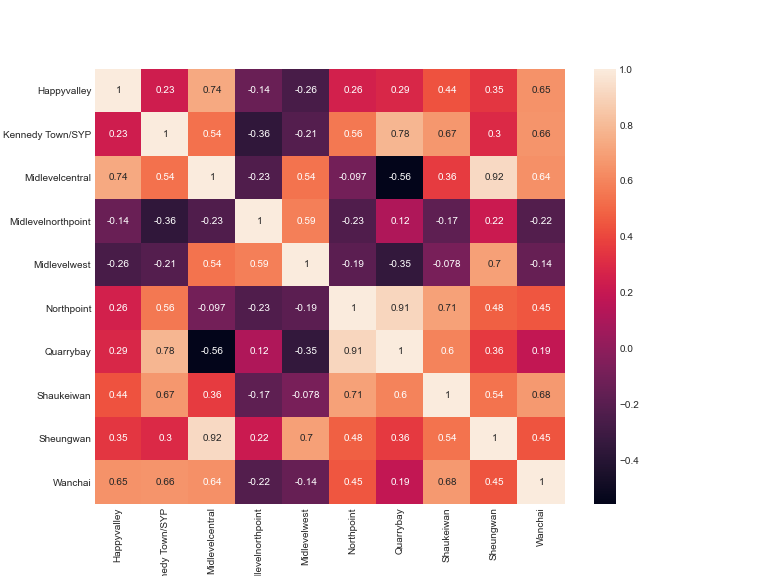 Happyvalley 1 0.23 0.74 -0.14 -0.26 0.26 0.29 0.44 0.35 0.65
Kennedy Town/SYP 0.23 1 0.54 -0.36 -0.21 0.56 0.78 0.67 0.3 0.66
Midlevelcentral 0.74 0.54 1 -0.23 0.54 -0.097 -0.56 0.36 0.92 0.64
Midlevelnorthpoint -0.14 -0.36 -0.23 1 0.59 -0.23 0.12 -0.17 0.22 -0.22
Midlevelwest -0.26 -0.21 0.54 0.59 1 -0.19 -0.35 -0.078 0.7 -0.14
Northpoint 0.26 0.56 -0.097 -0.23 -0.19 1 0.91 0.71 0.48 0.45
Quarrybay 0.29 0.78 -0.56 0.12 -0.35 0.91 1 0.6 0.36 0.19
Shaukeiwan 0.44 0.67 0.36 -0.17 -0.078 0.71 0.6 1 0.54 0.68
Sheungwan 0.35 0.3 0.92 0.22 0.7 0.48 0.36 0.54 1 0.45
Wanchai 0.65 0.66 0.64 -0.22 -0.14 0.45 0.19 0.68 0.45 1
Happyvalley
nedy Town/SYP
Midlevelcentral
llevelnorthpoint
Midlevelwest
Northpoint
Quarrybay
Shaukeiwan
Sheungwan
Wanchai
1.0
0.8
0.6
0.4
0.2
0.0
−0.2
−0.4